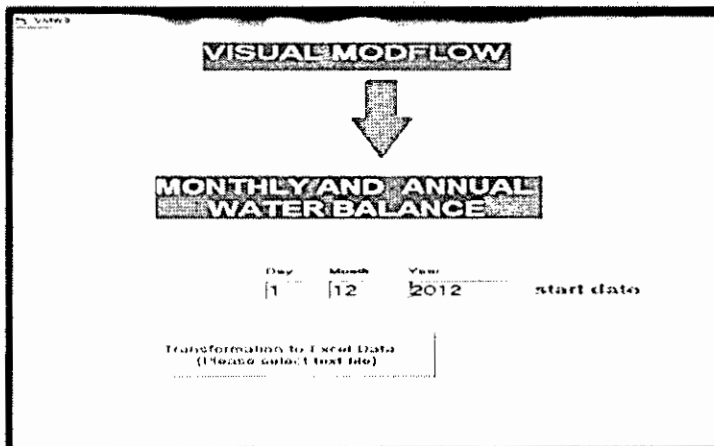 VISUAL MODFLOW
MONTHLY AND ANNUAL
WATER BALANCE
Day Month Year
1 12 2012 start date
Transformation to Excel Data
(Please select text file)